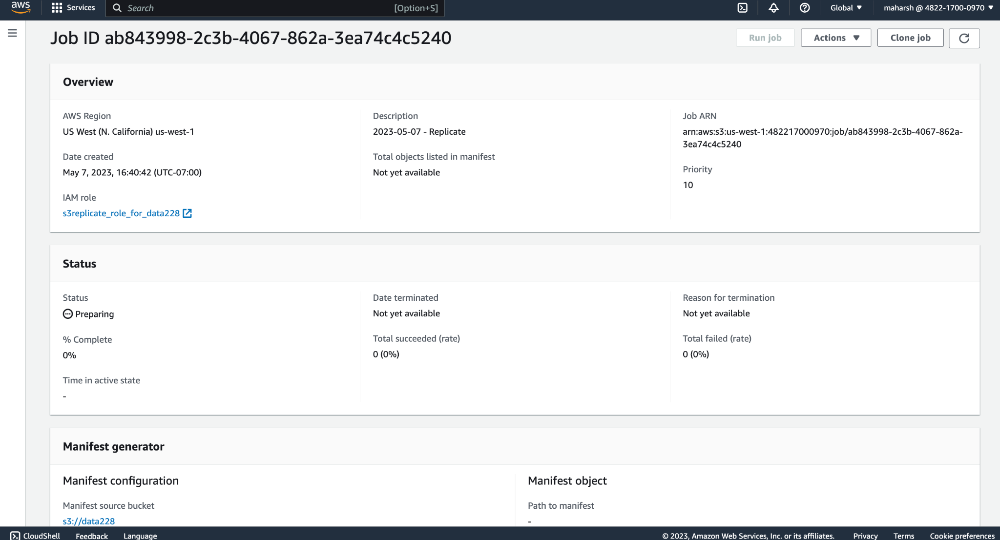 aws
Services
Search
[Option+S]
Global
maharsh @ 4822-1700-0970
Job ID ab843998-2c3b-4067-862a-3ea74c4c5240
Run job
Actions
Clone job
Overview
AWS Region
US West (N. California) us-west-1
Date created
May 7, 2023, 16:40:42 (UTC-07:00)
IAM role
s3replicate_role_for_data228
Description
2023-05-07 - Replicate
Total objects listed in manifest
Not yet available
Job ARN
arn:aws:s3:us-west-1:482217000970:job/ab843998-2c3b-4067-862a-
3ea74c4c5240
Priority
10
Status
Status
Preparing
% Complete
0%
Time in active state
-
Date terminated
Not yet available
Total succeeded (rate)
0 (0%)
Reason for termination
Not yet available
Total failed (rate)
0 (0%)
Manifest generator
Manifest configuration
Manifest source bucket
s3://data228
Manifest object
Path to manifest
-
CloudShell
Feedback
Language
© 2023, Amazon Web Services, Inc. or its affiliates.
Privacy
Terms
Cookie preferences